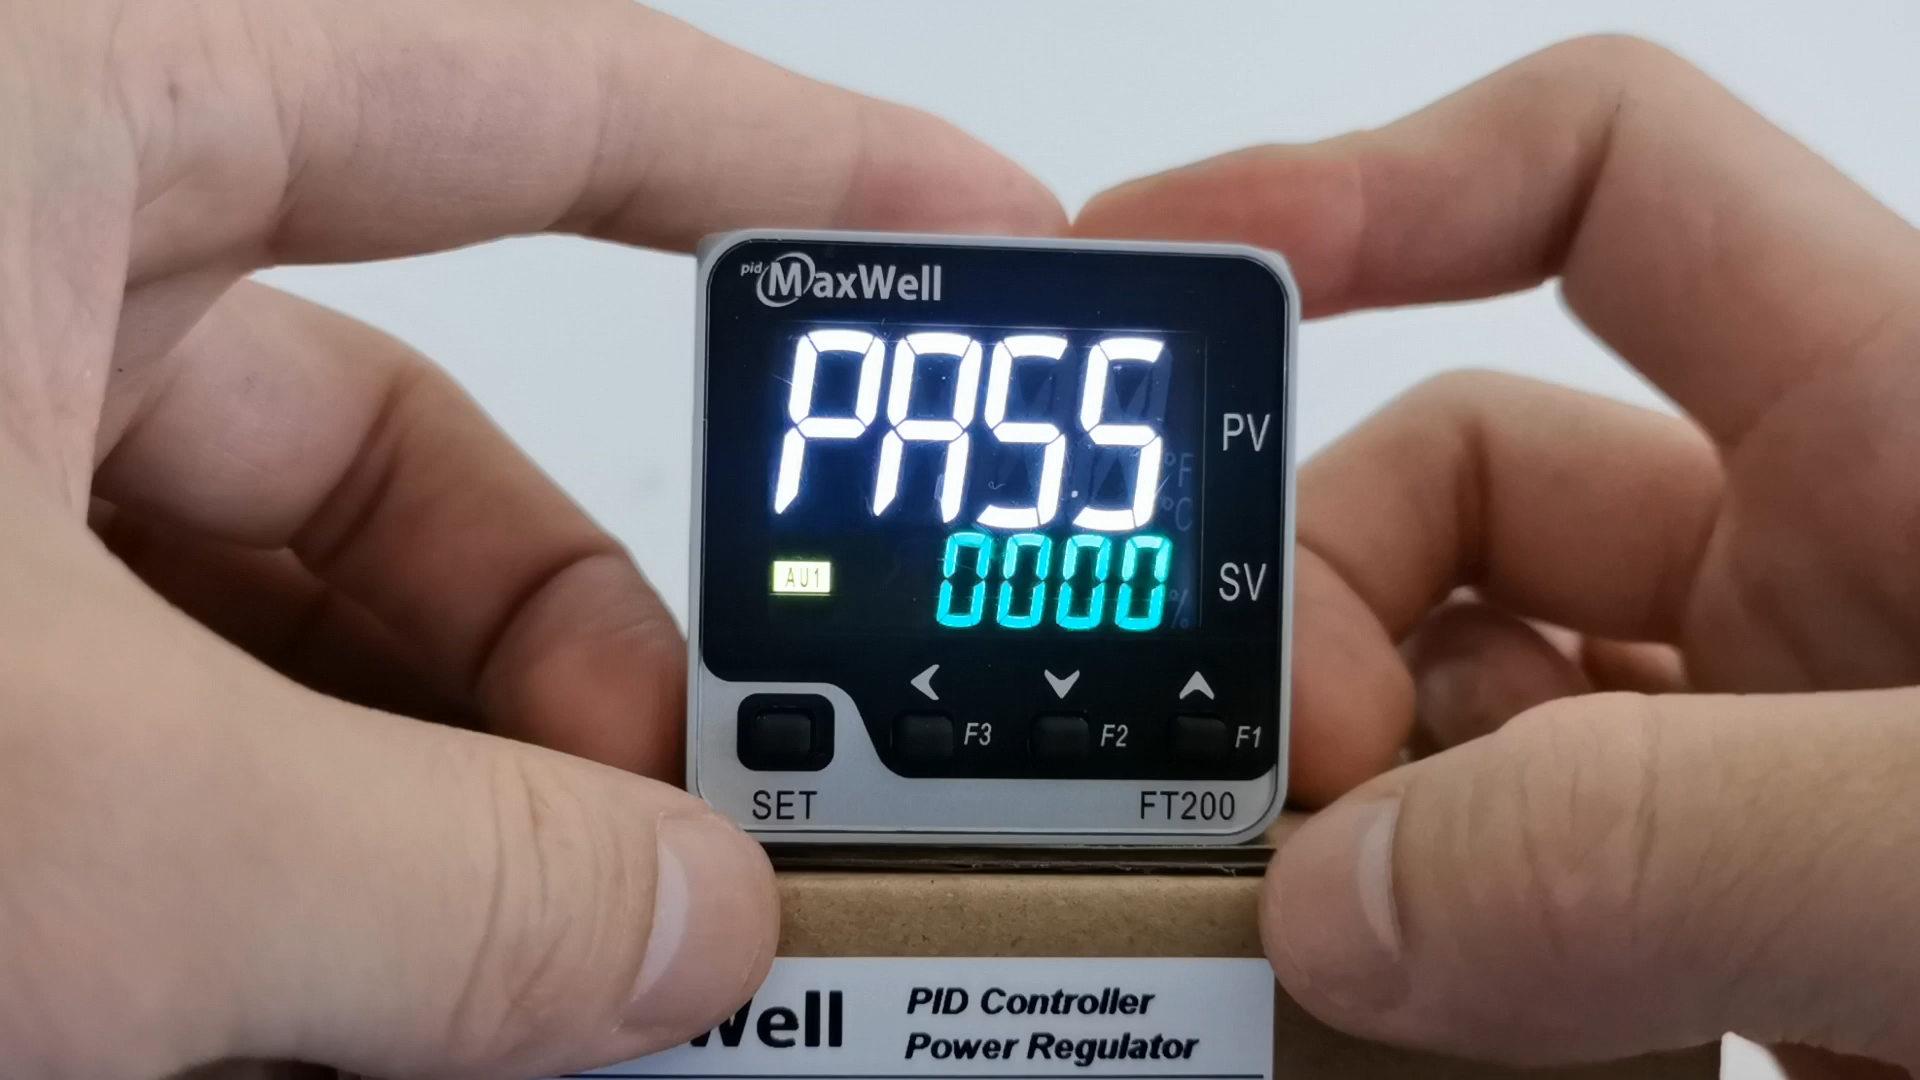 pid MaxWell
PASS
PV
°F
°C
AU1
0000
%
SV
F3
F2
F1
SET
FT200
Well
PID Controller
Power Regulator